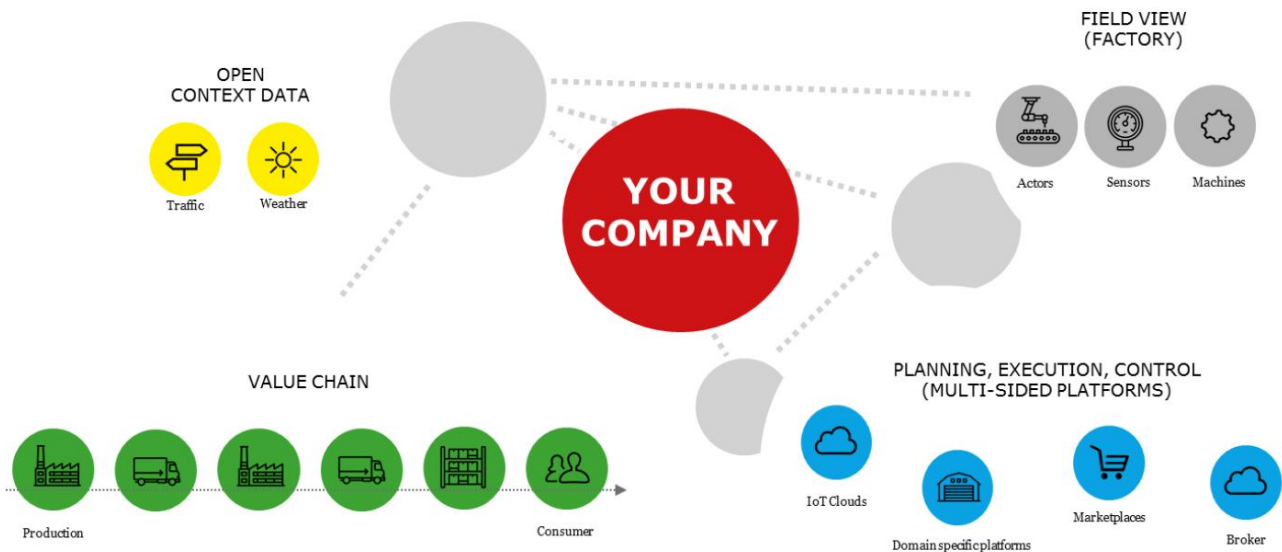 OPEN
CONTEXT DATA
Traffic
Weather
YOUR
COMPANY
FIELD VIEW
(FACTORY)
Actors
Sensors
Machines
VALUE CHAIN
Production
Consumer
PLANNING, EXECUTION, CONTROL
(MULTI-SIDED PLATFORMS)
IoT Clouds
Domain specific platforms
Marketplaces
Broker